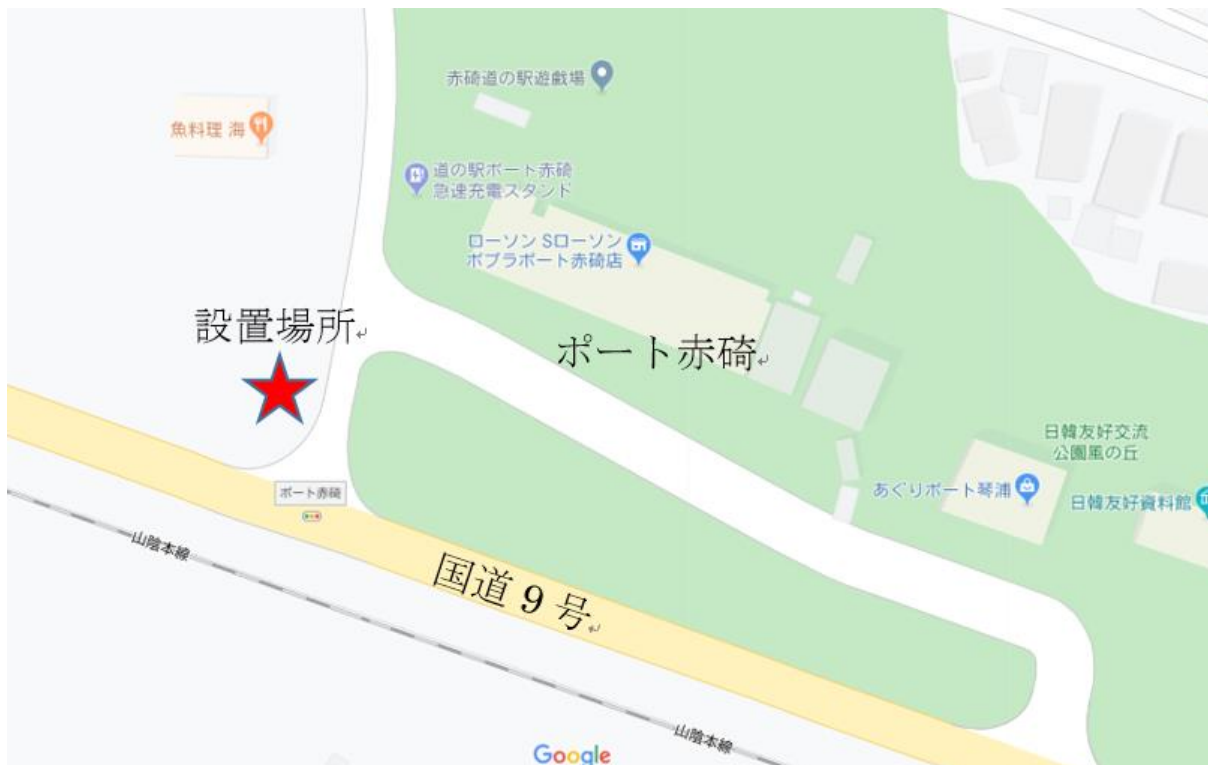 赤碕道の駅遊戯場
魚料理 海
道の駅ポート赤碕
急速充電スタンド
ローソン Sローソン
ポプラポート赤碕店
設置場所
ポート赤碕
日韓友好交流
公園風の丘
あぐりポート琴浦
日韓友好資料館
ポート赤碕
山陰本線
国道 9 号
山陰本線
Google